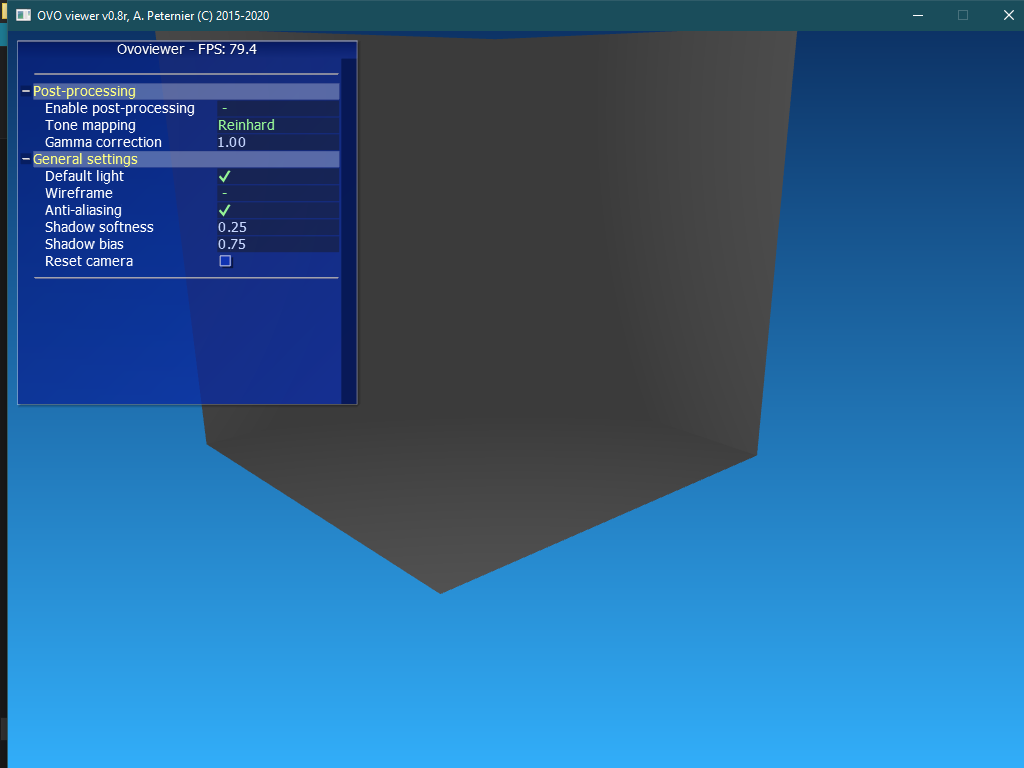 OVO viewer v0.8r, A. Peternier (C) 2015-2020
Ovoviewer - FPS: 79.4
Post-processing
Enable post-processing -
Tone mapping Reinhard
Gamma correction 1.00
General settings
Default light ✓
Wireframe -
Anti-aliasing ✓
Shadow softness 0.25
Shadow bias 0.75
Reset camera